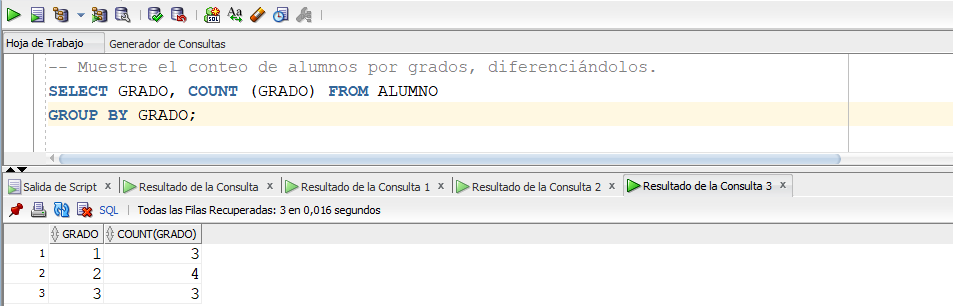 Hoja de Trabajo Generador de Consultas
-- Muestre el conteo de alumnos por grados, diferenciándolos.
SELECT GRADO, COUNT (GRADO) FROM ALUMNO
GROUP BY GRADO;
Salida de Script x Resultado de la Consulta x Resultado de la Consulta 1 x Resultado de la Consulta 2 x Resultado de la Consulta 3 x
SQL | Todas las Filas Recuperadas: 3 en 0,016 segundos
GRADO COUNT(GRADO)
1 1 3
2 2 4
3 3 3